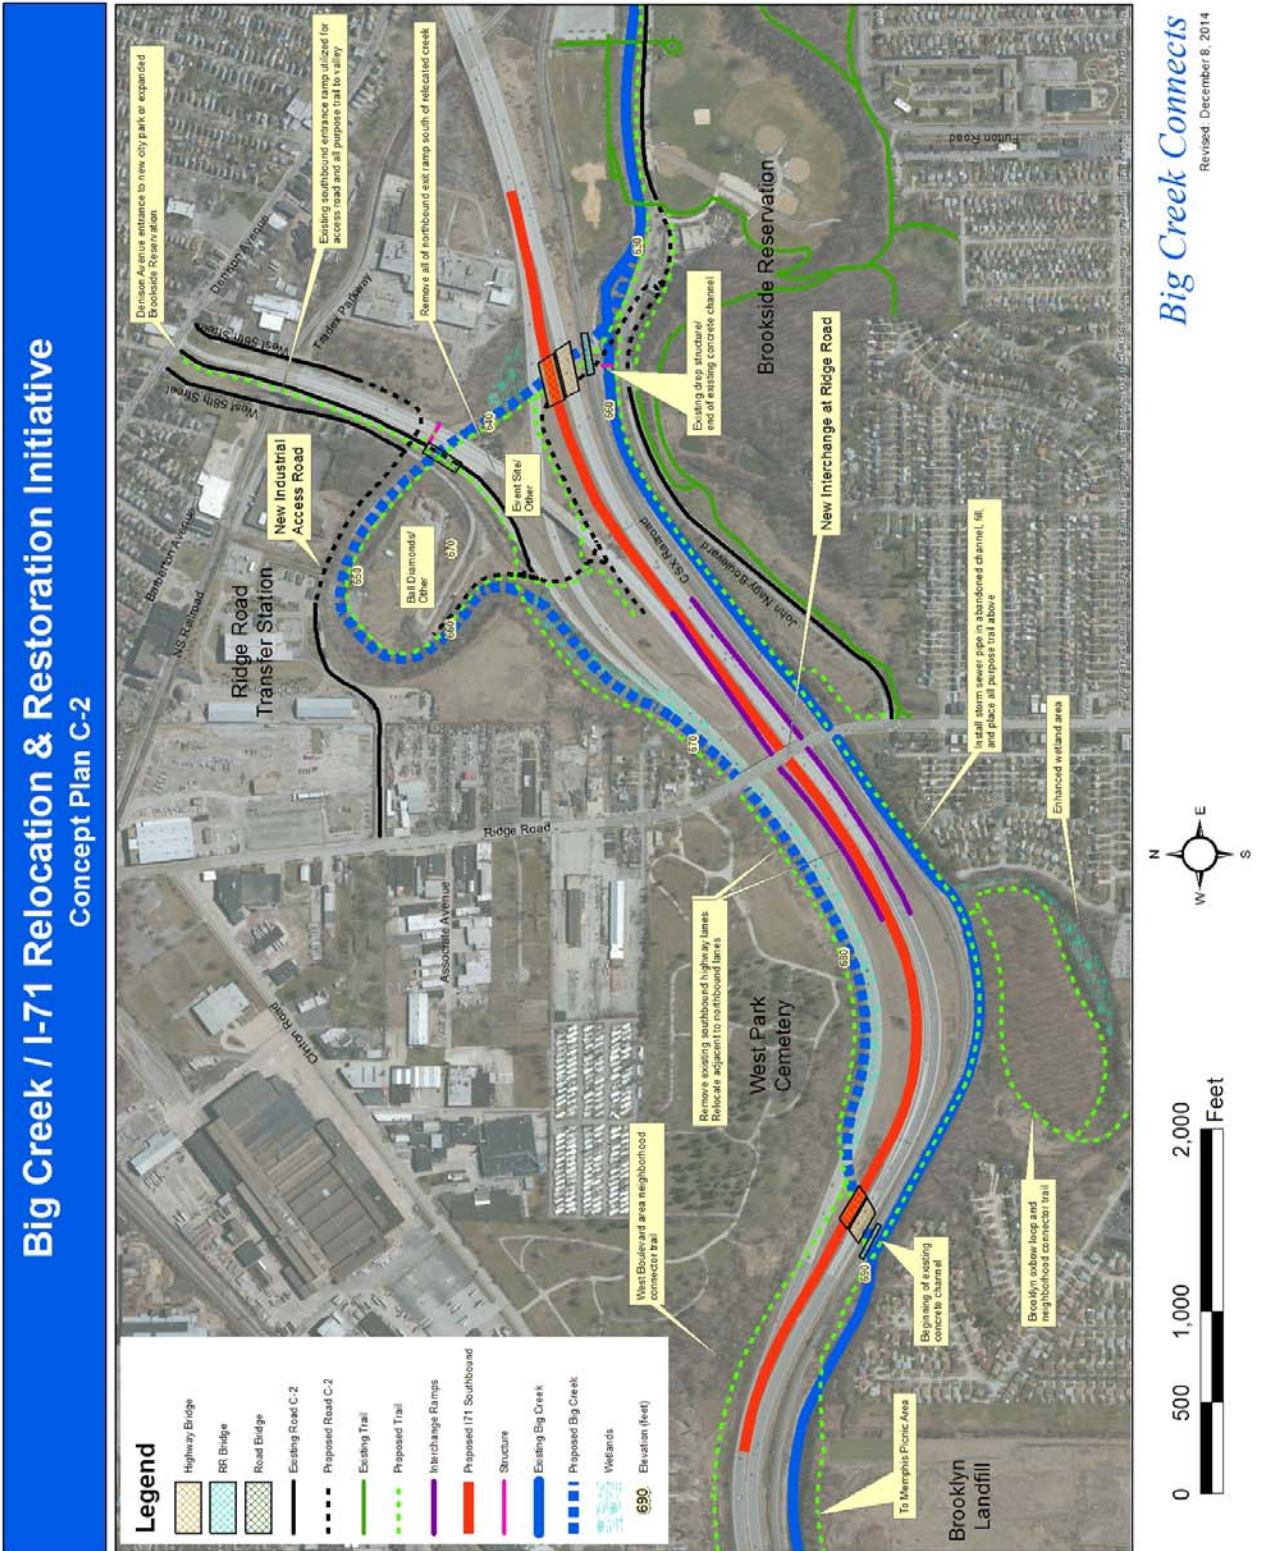 Big Creek / I-71 Relocation & Restoration Initiative
Concept Plan C-2
Denison Avenue entrance to new city park or expanded
Brookside Reservation
Existing southbound entrance ramp utilized for
access road and all purpose trail to valley
Remove all of northbound exit ramp south of relocated creek
Denison Avenue
Tradex Parkway
West 56th Street
West 58th Street
Barberton Avenue
NS Railroad
New Industrial
Access Road
Ridge Road
Transfer Station
Ball Diamonds/
Other
Event Site/
Other
640
650
660
670
630
660
Existing drop structure/
end of existing concrete channel
Brookside Reservation
Fulton Road
CSX Railroad
John Nagy Boulevard
New Interchange at Ridge Road
Ridge Road
Associate Avenue
Clinton Road
670
680
Remove existing southbound highway lanes
Relocate adjacent to northbound lanes
West Park
Cemetery
Install storm sewer pipe in abandoned channel, fill,
and place all purpose trail above
Enhanced wetland area
West Boulevard area neighborhood
connector trail
690
Beginning of existing
concrete channel
Brooklyn oxbow loop and
neighborhood connector trail
To Memphis Picnic Area
Brooklyn
Landfill
Legend
Highway Bridge
RR Bridge
Road Bridge
Existing Road C-2
Proposed Road C-2
Existing Trail
Proposed Trail
Interchange Ramps
Proposed I71 Southbound
Structure
Existing Big Creek
Proposed Big Creek
Wetlands
690 Elevation (feet)
0 500 1,000 2,000
Feet
N
W E
S
Big Creek Connects
Revised: December 8, 2014